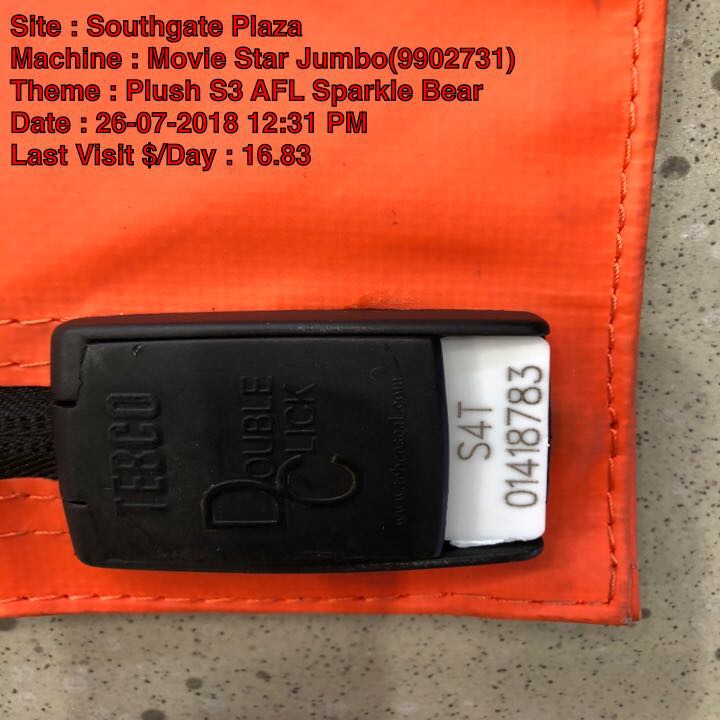 Site : Southgate Plaza
Machine : Movie Star Jumbo(9902731)
Theme : Plush S3 AFL Sparkle Bear
Date : 26-07-2018 12:31 PM
Last Visit $/Day : 16.83
TEBCO
DOUBLE
CLICK
S4T
01418783